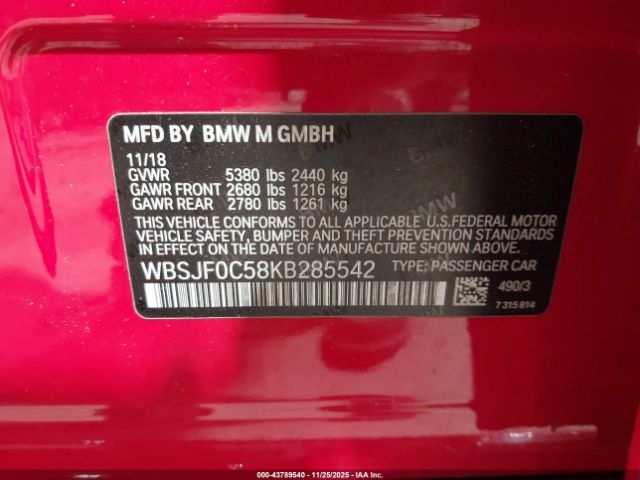 MFD BY BMW M GMBH
11/18
GVWR 5380 lbs 2440 kg
GAWR FRONT 2680 lbs 1216 kg
GAWR REAR 2780 lbs 1261 kg
THIS VEHICLE CONFORMS TO ALL APPLICABLE U.S.FEDERAL MOTOR
VEHICLE SAFETY, BUMPER AND THEFT PREVENTION STANDARDS
IN EFFECT ON THE DATE OF MANUFACTURE SHOWN ABOVE.
WBSJF0C58KB285542 TYPE: PASSENGER CAR
490/3
7315814
000-43789540 - 11/25/2025 - IAA, Inc.